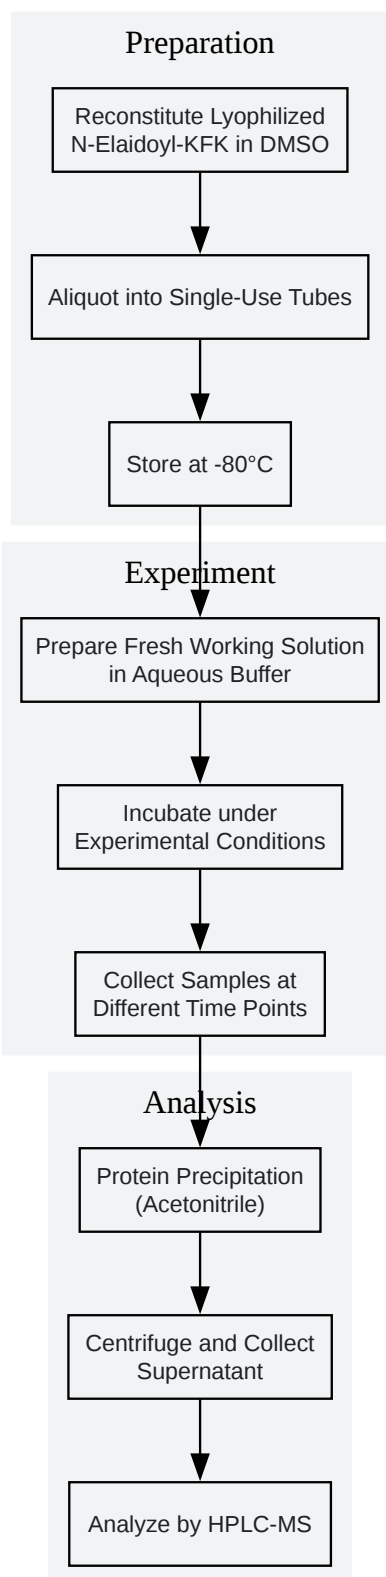 Preparation
Reconstitute Lyophilized
N-Elaidoyl-KFK in DMSO
Aliquot into Single-Use Tubes
Store at -80°C
Experiment
Prepare Fresh Working Solution
in Aqueous Buffer
Incubate under
Experimental Conditions
Collect Samples at
Different Time Points
Analysis
Protein Precipitation
(Acetonitrile)
Centrifuge and Collect
Supernatant
Analyze by HPLC-MS